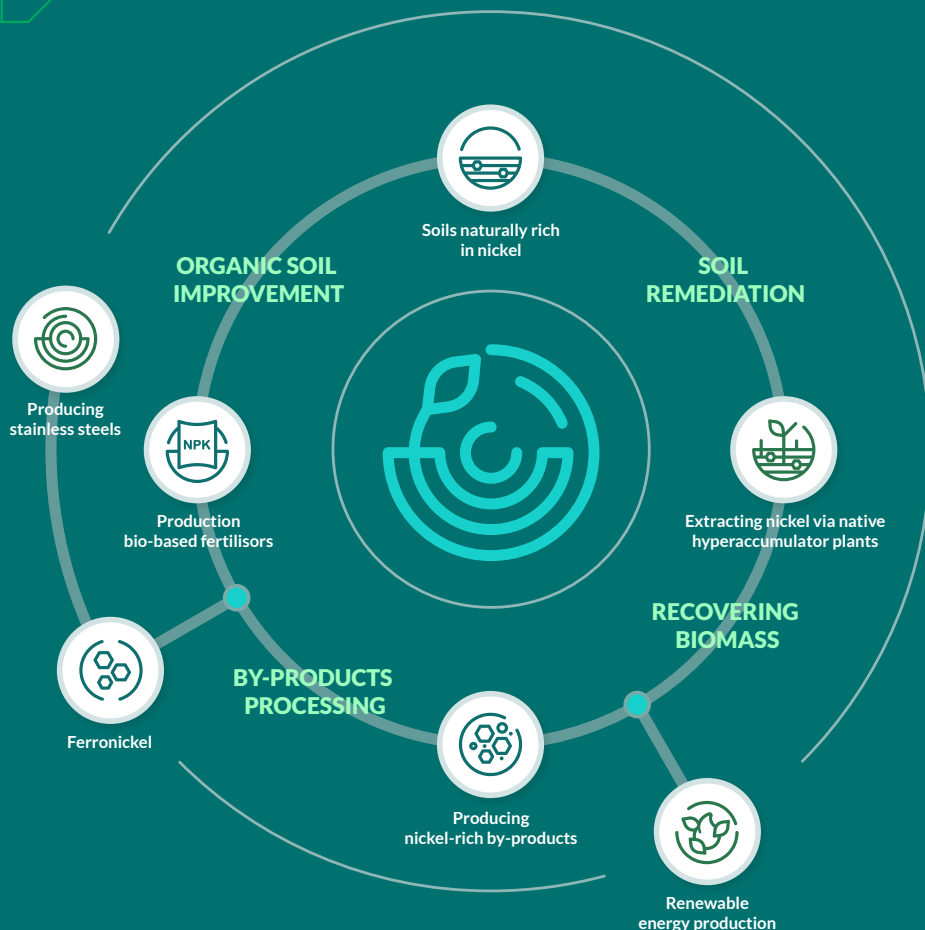 Soils naturally rich
in nickel
ORGANIC SOIL
IMPROVEMENT
SOIL
REMEDIATION
Producing
stainless steels
NPK
Production
bio-based fertilisors
Extracting nickel via native
hyperaccumulator plants
RECOVERING
BIOMASS
BY-PRODUCTS
PROCESSING
Ferronickel
Producing
nickel-rich by-products
Renewable
energy production